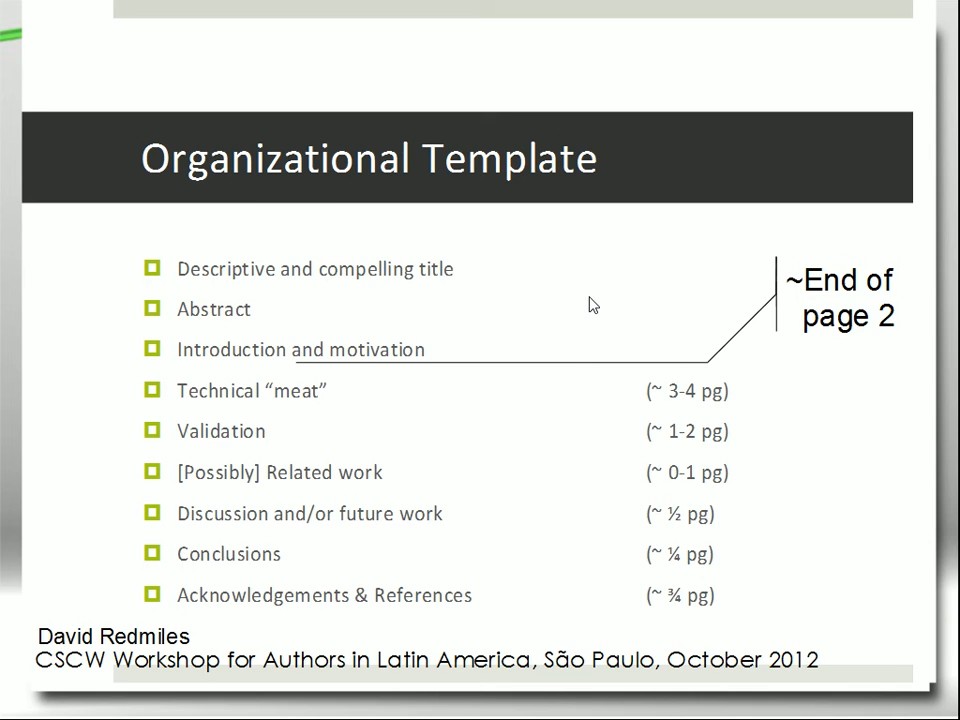 Organizational Template
Descriptive and compelling title
~End of
page 2
Abstract
Introduction and motivation
Technical “meat” (~ 3-4 pg)
Validation (~ 1-2 pg)
[Possibly] Related work (~ 0-1 pg)
Discussion and/or future work (~ ½ pg)
Conclusions (~ ¼ pg)
Acknowledgements & References (~ ¾ pg)
David Redmiles
CSCW Workshop for Authors in Latin America, São Paulo, October 2012